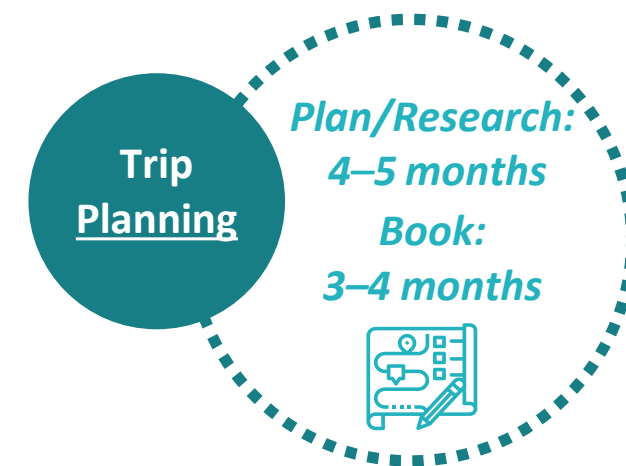 Trip
Planning
Plan/Research:
4–5 months
Book:
3–4 months